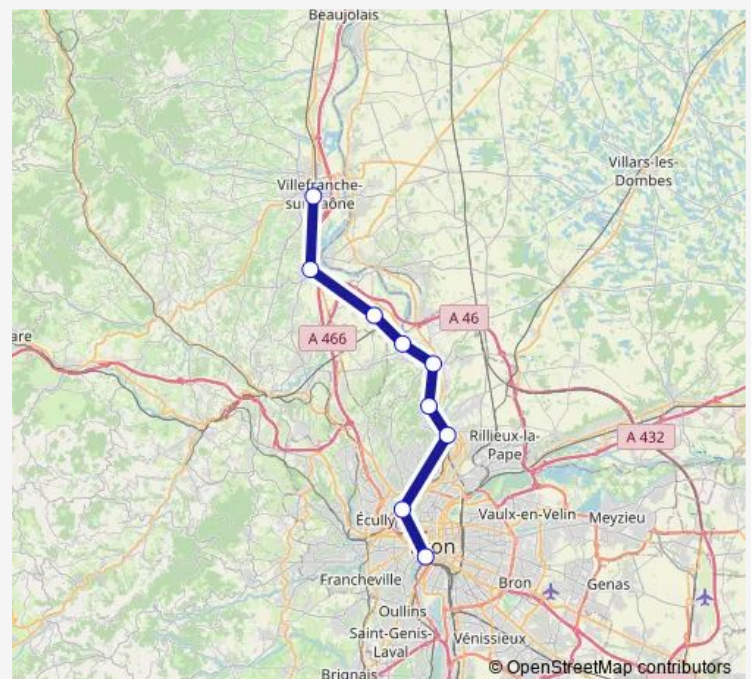 Beaujolais
Villefranche-
sur-Saône
Villars-les-
Dombes
are
A 46
A 466
Rillieux-la-
Pape
A 432
Écully
Vaulx-en-Velin
Meyzieu
on
Francheville
Bron
Genas
Oullins
Saint-Genis-
Laval
Vénissieux
Brignais
© OpenStreetMap contributors